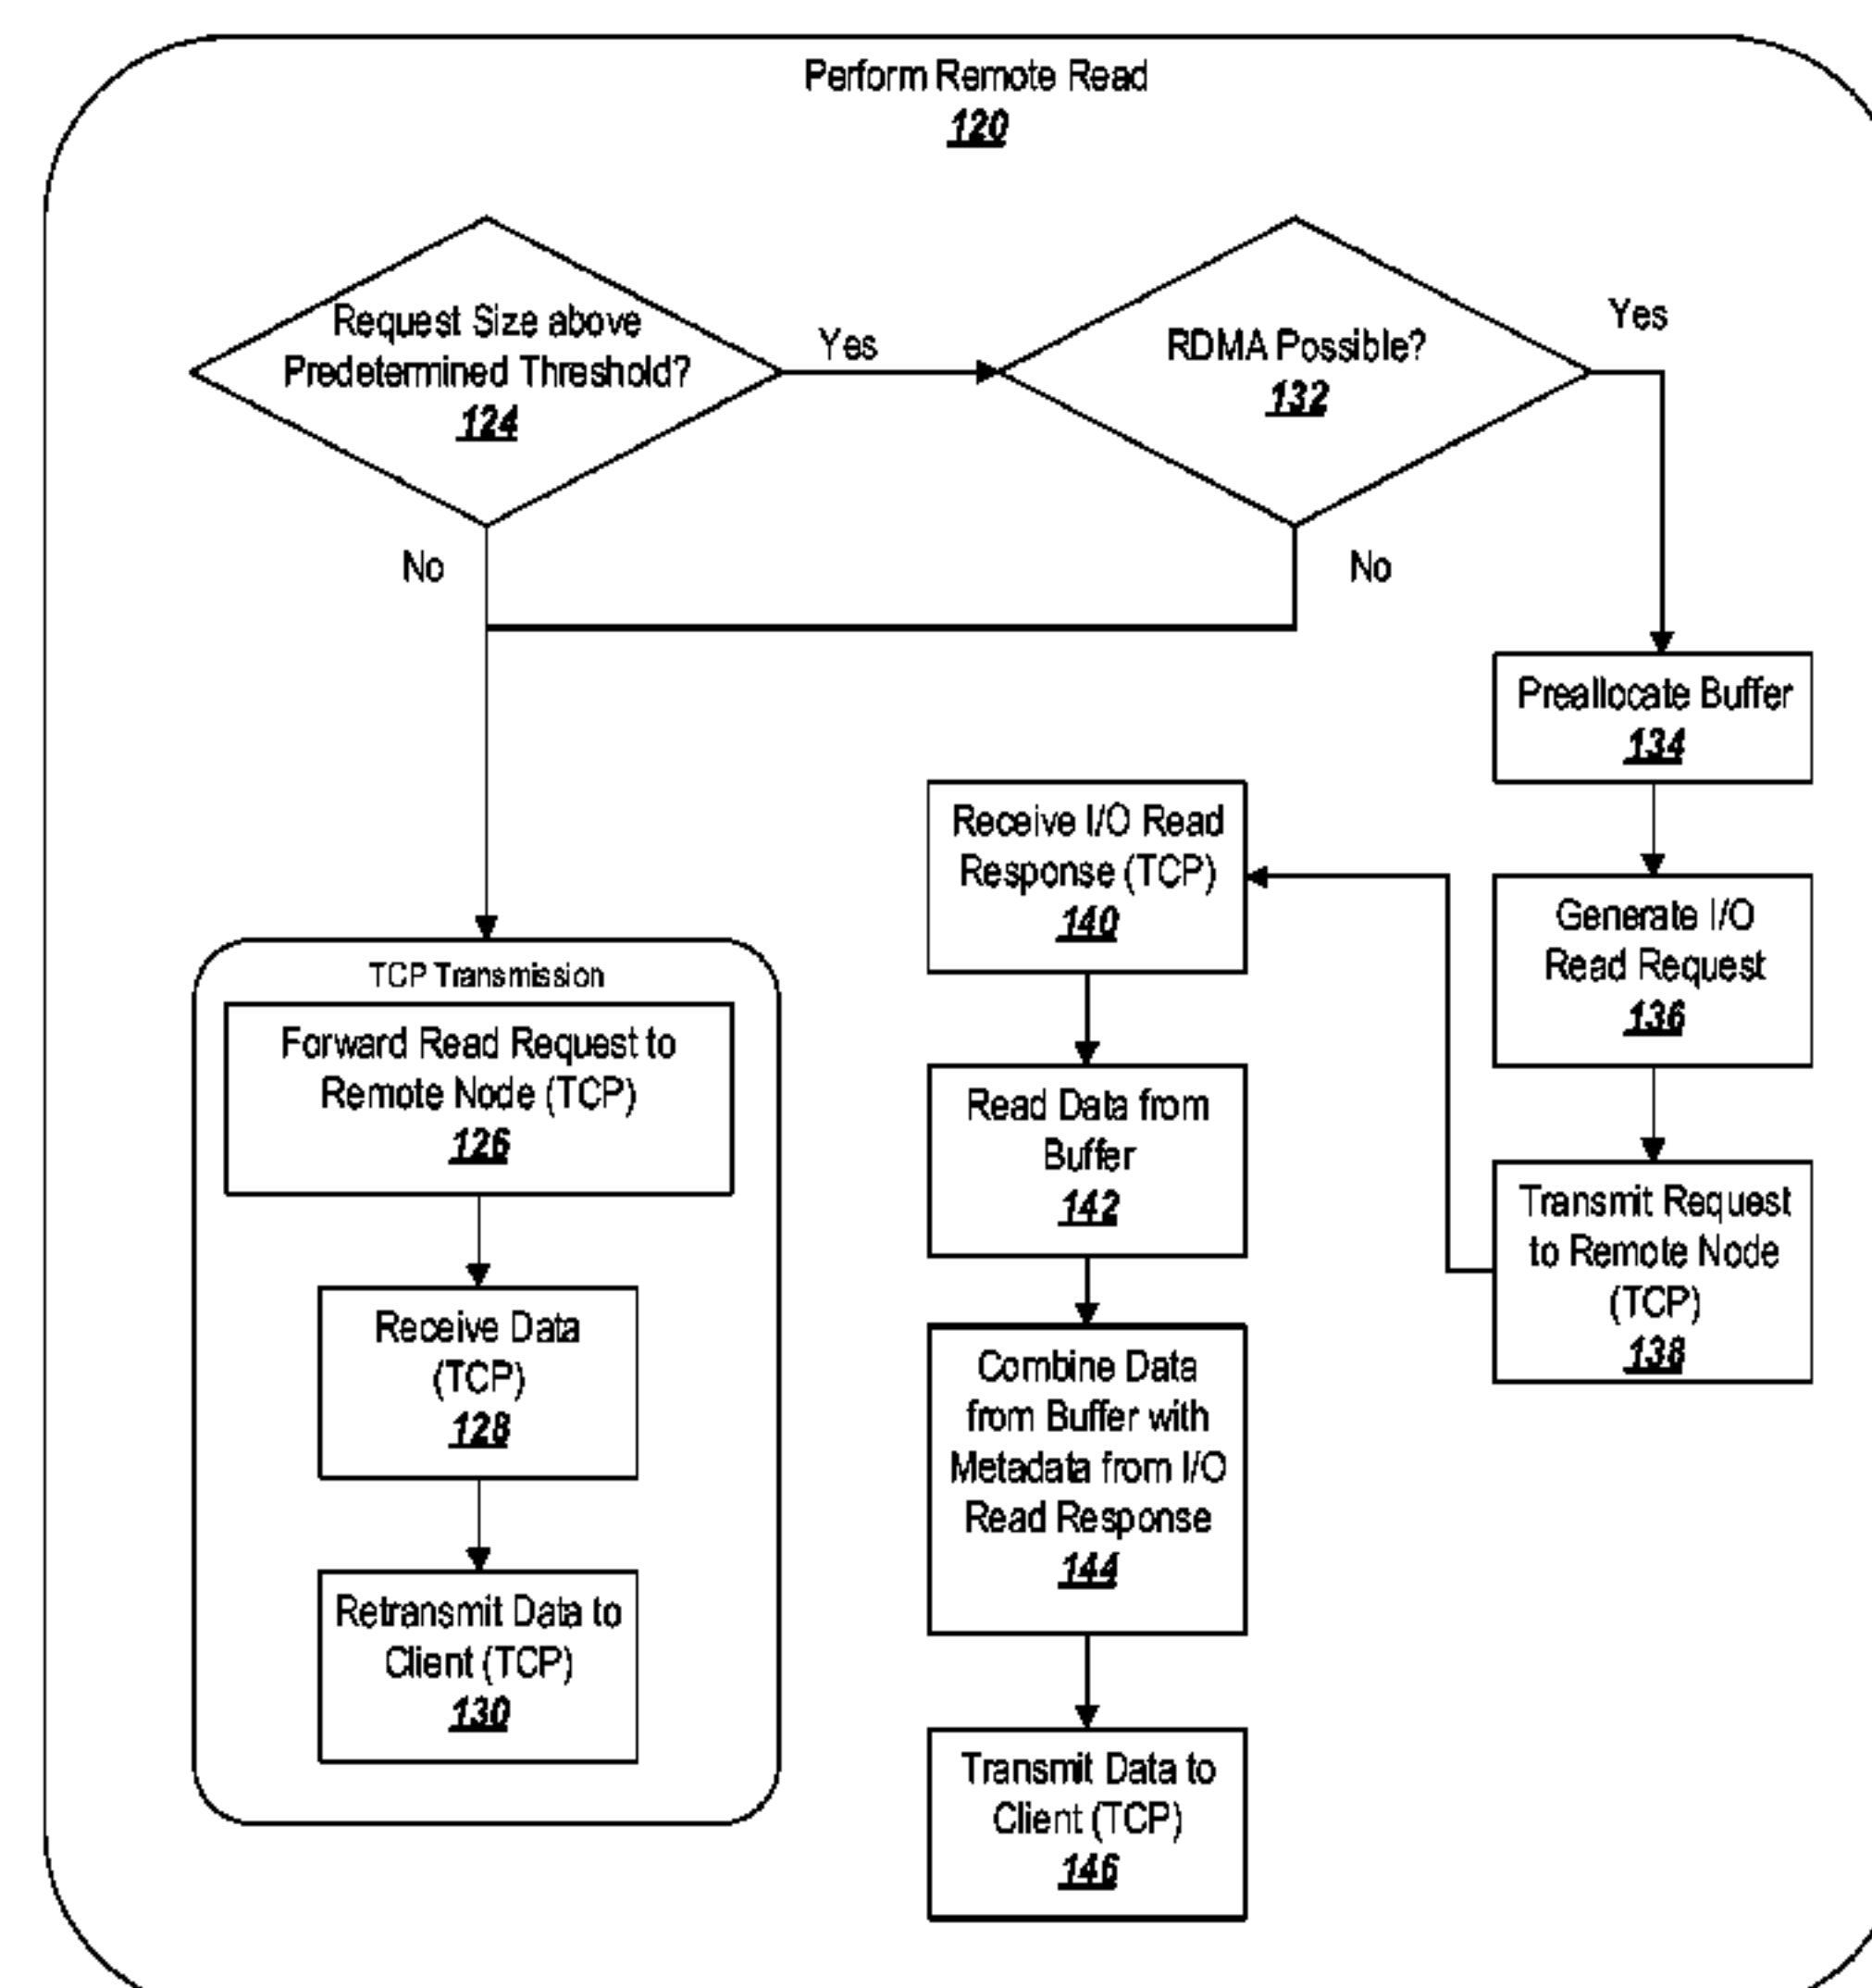 Perform Remote Read
120
Request Size above
Predetermined Threshold?
124
Yes
RDMA Possible?
132
Yes
No
No
Preallocate Buffer
134
Generate I/O
Read Request
136
Transmit Request
to Remote Node
(TCP)
138
Receive I/O Read
Response (TCP)
140
Read Data from
Buffer
142
Combine Data
from Buffer with
Metadata from I/O
Read Response
144
Transmit Data to
Client (TCP)
146
TCP Transmission
Forward Read Request to
Remote Node (TCP)
126
Receive Data
(TCP)
128
Retransmit Data to
Client (TCP)
130